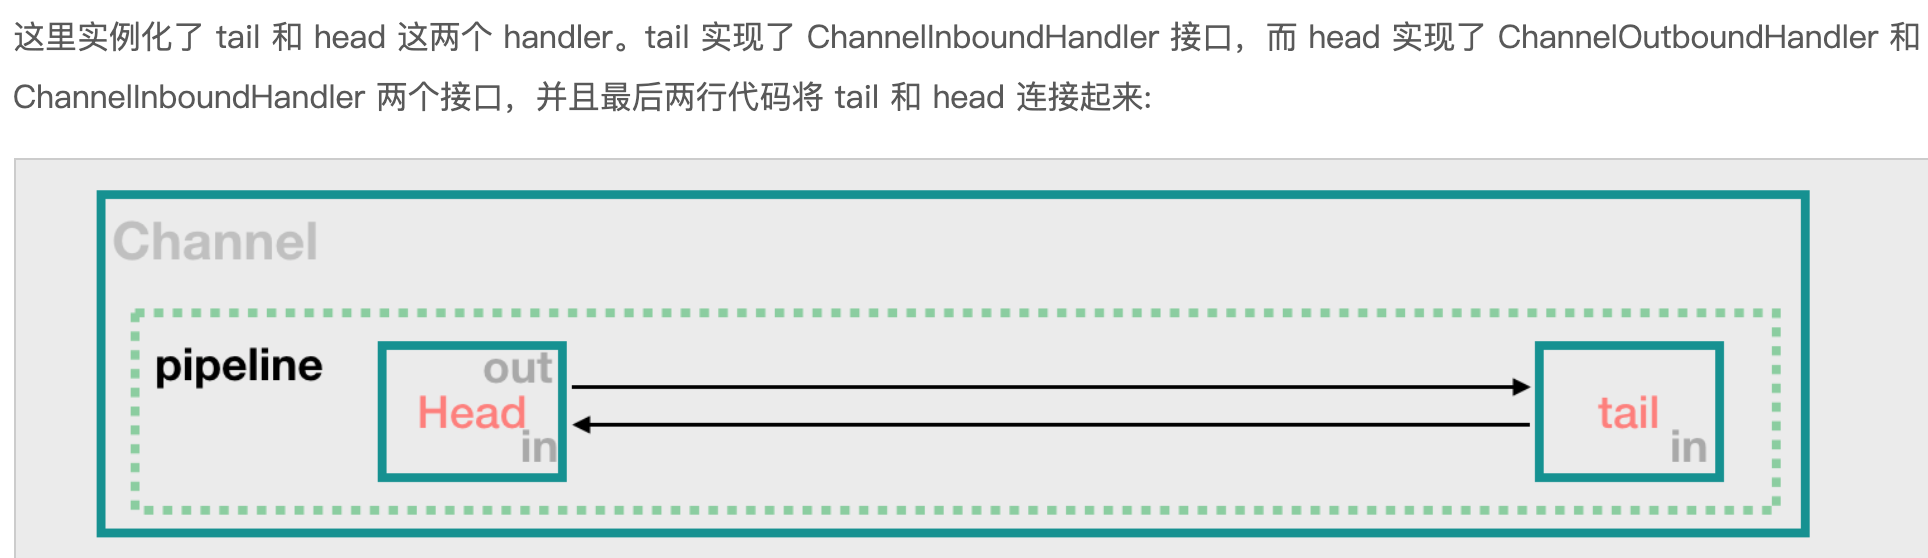 这里实例化了 tail 和 head 这两个 handler。tail 实现了 ChannelInboundHandler 接口，而 head 实现了 ChannelOutboundHandler 和
ChannelInboundHandler 两个接口，并且最后两行代码将 tail 和 head 连接起来:
Channel
pipeline
out
Head
in
tail
in